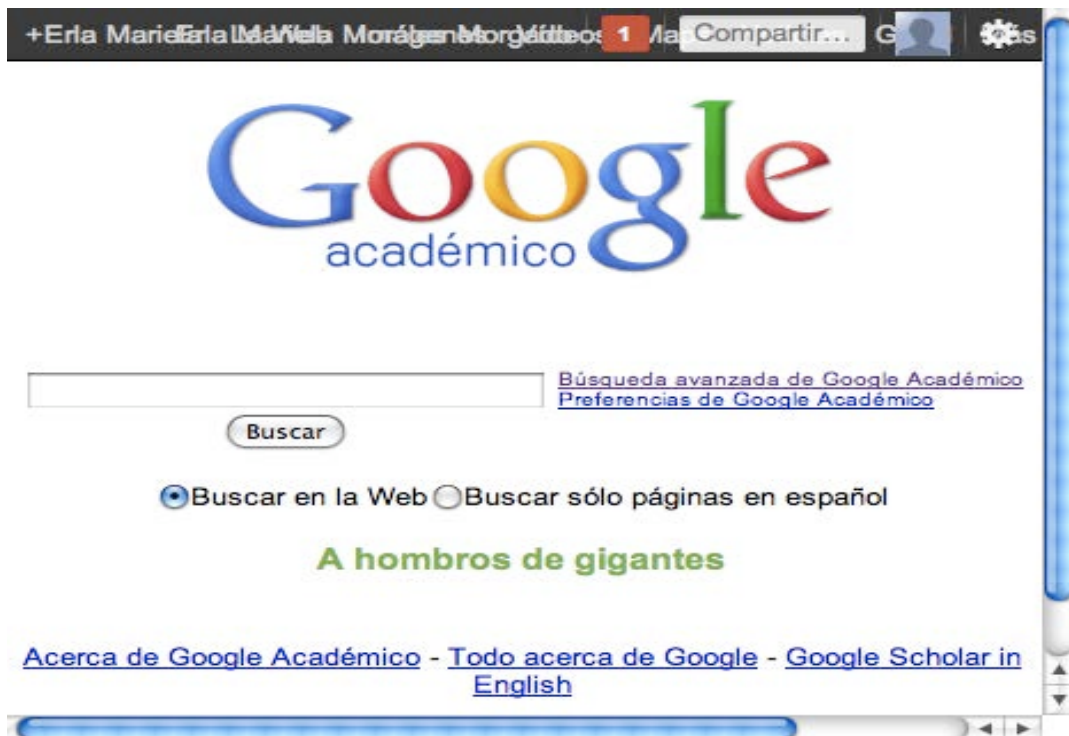 +Erla 1 Compartir...
Google
académico
Búsqueda avanzada de Google Académico
Preferencias de Google Académico
Buscar
Buscar en la Web Buscar sólo páginas en español
A hombros de gigantes
Acerca de Google Académico - Todo acerca de Google - Google Scholar in
English